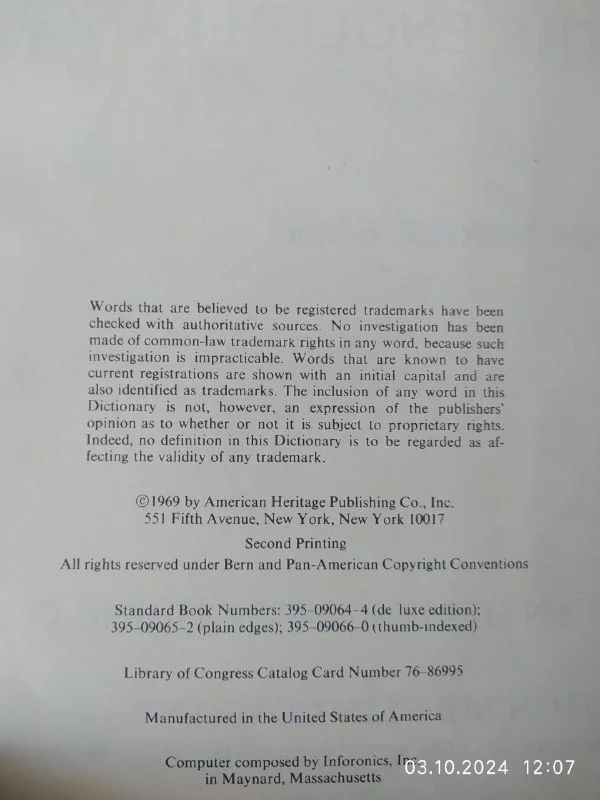 Words that are believed to be registered trademarks have been
checked with authoritative sources. No investigation has been
made of common-law trademark rights in any word, because such
investigation is impracticable. Words that are known to have
current registrations are shown with an initial capital and are
also identified as trademarks. The inclusion of any word in this
Dictionary is not, however, an expression of the publishers'
opinion as to whether or not it is subject to proprietary rights.
Indeed, no definition in this Dictionary is to be regarded as af-
fecting the validity of any trademark.
©1969 by American Heritage Publishing Co., Inc.
551 Fifth Avenue, New York, New York 10017
Second Printing
All rights reserved under Bern and Pan-American Copyright Conventions
Standard Book Numbers: 395-09064-4 (de luxe edition);
395-09065-2 (plain edges); 395-09066-0 (thumb-indexed)
Library of Congress Catalog Card Number 76-86995
Manufactured in the United States of America
Computer composed by Inforonics, Inc.
in Maynard, Massachusetts
03.10.2024 12:07